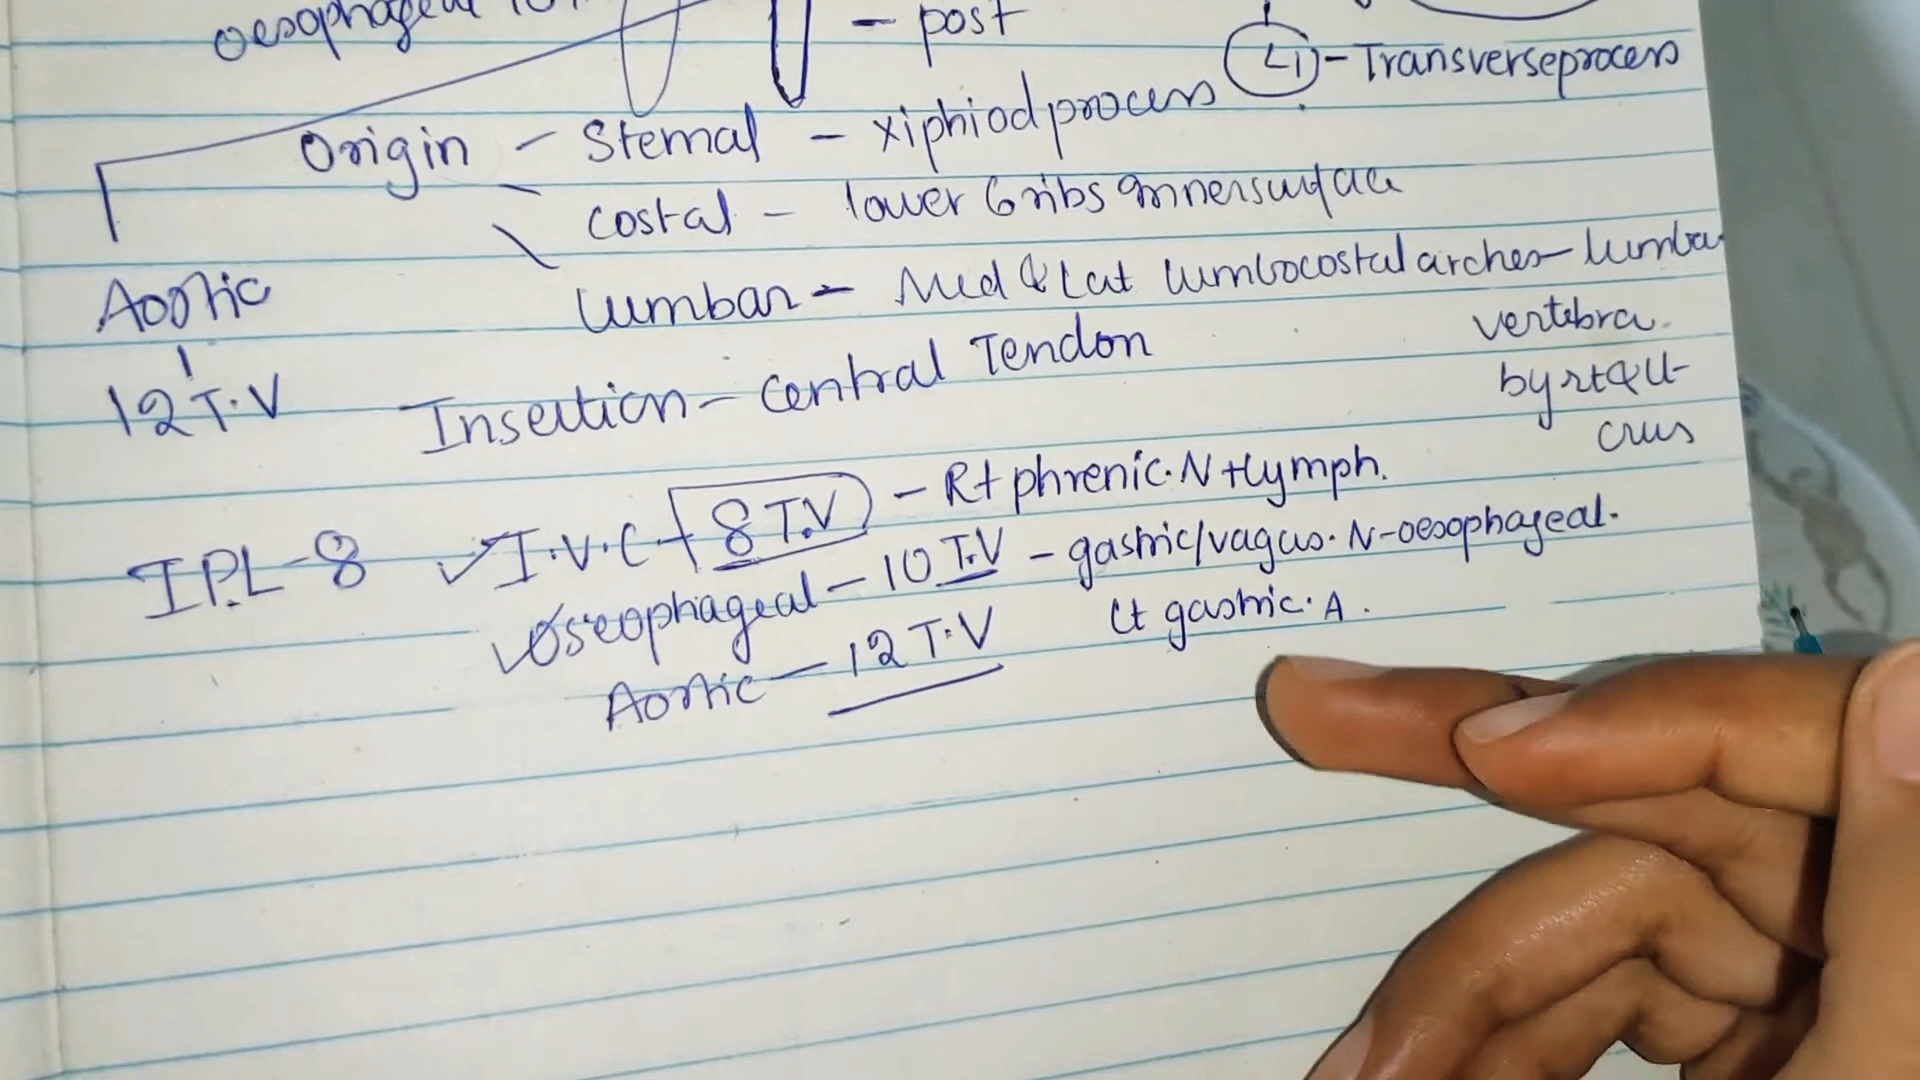 oesophageal
- post
L1 - Transverseprocess
Origin - Sternal - xiphiod process
costal - lower 6 ribs innersurface
Lumbar - Med & Lat lumbocostal arches - lumba
vertebra.
by rt & lt
crus
Aortic
12 T.V
Insertion - central Tendon
IPL-8 ✓ I.V.C - 8 T.V - Rt phrenic.N + lymph.
✓ Oseophageal - 10 T.V - gastric/vagus.N - oesophageal.
Lt gastric.A.
Aortic - 12 T.V